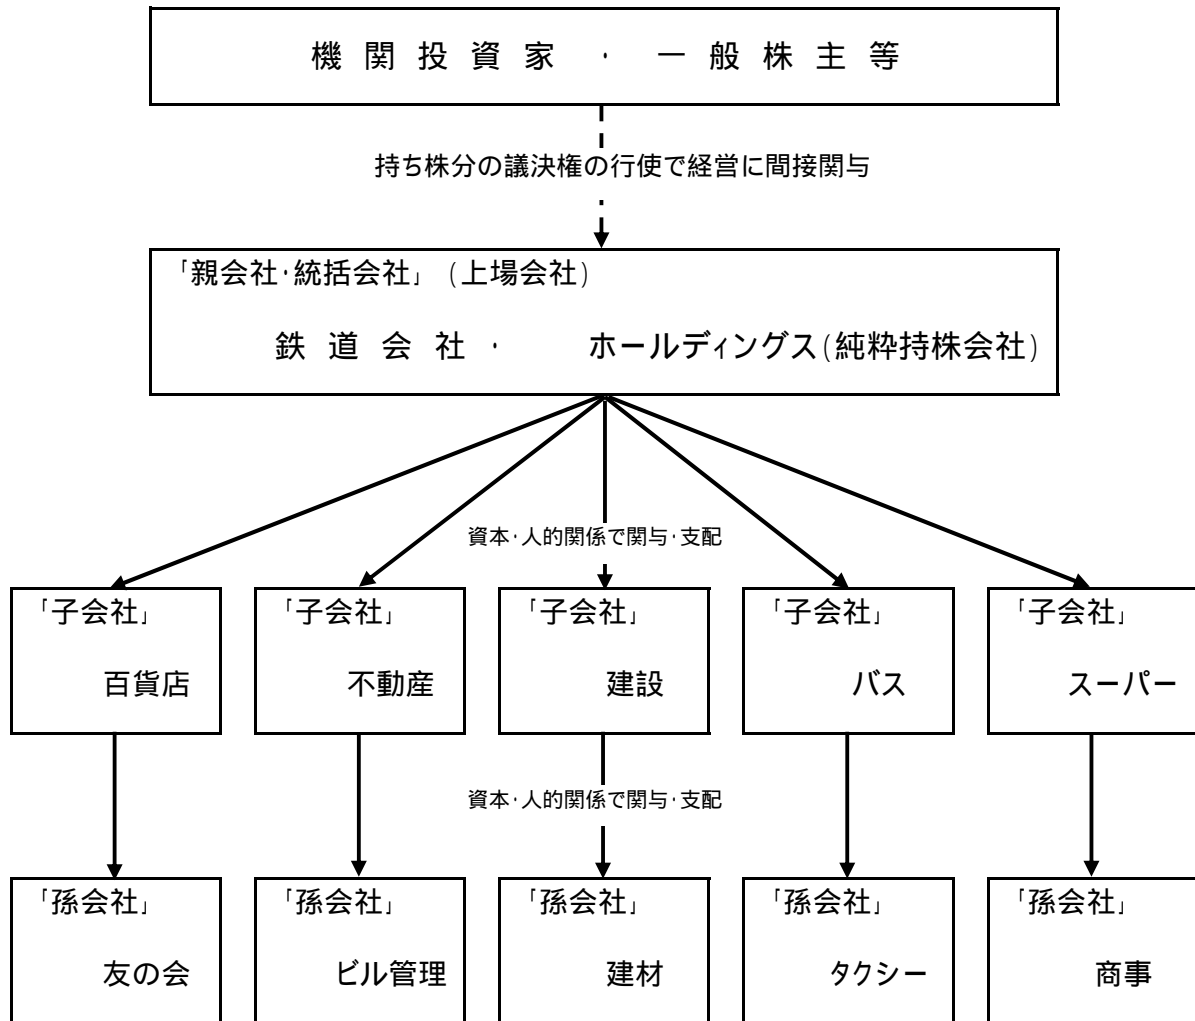 機関投資家・一般株主等
持ち株分の議決権の行使で経営に間接関与
「親会社・統括会社」（上場会社）
鉄道会社・　ホールディングス(純粋持株会社)
資本・人的関係で関与・支配
「子会社」 「子会社」 「子会社」 「子会社」 「子会社」
百貨店 不動産 建設 バス スーパー
資本・人的関係で関与・支配
「孫会社」 「孫会社」 「孫会社」 「孫会社」 「孫会社」
友の会 ビル管理 建材 タクシー 商事